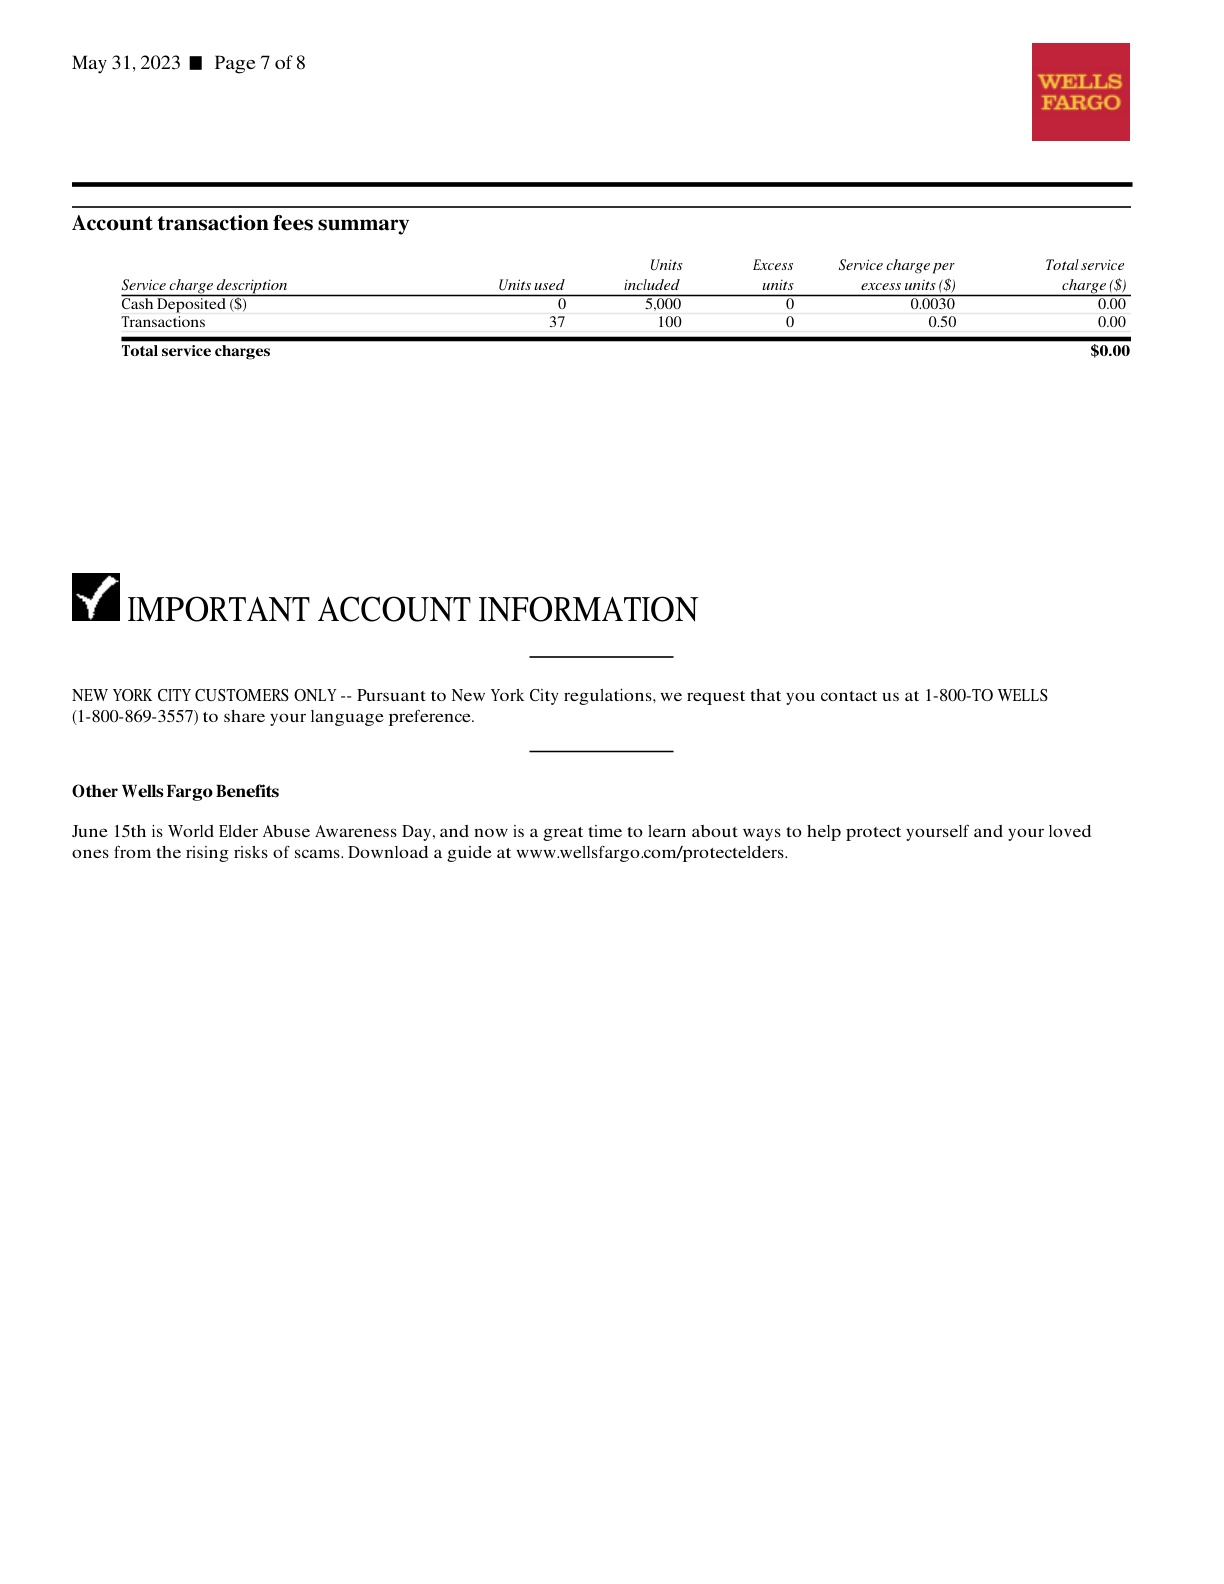 May 31, 2023 ■ Page 7 of 8
WELLS
FARGO
Account transaction fees summary
Units Excess Service charge per Total service
Service charge description Units used included units excess units ($) charge ($)
Cash Deposited ($) 0 5,000 0 0.0030 0.00
Transactions 37 100 0 0.50 0.00
Total service charges $0.00
IMPORTANT ACCOUNT INFORMATION
NEW YORK CITY CUSTOMERS ONLY -- Pursuant to New York City regulations, we request that you contact us at 1-800-TO WELLS
(1-800-869-3557) to share your language preference.
Other Wells Fargo Benefits
June 15th is World Elder Abuse Awareness Day, and now is a great time to learn about ways to help protect yourself and your loved
ones from the rising risks of scams. Download a guide at www.wellsfargo.com/protectelders.